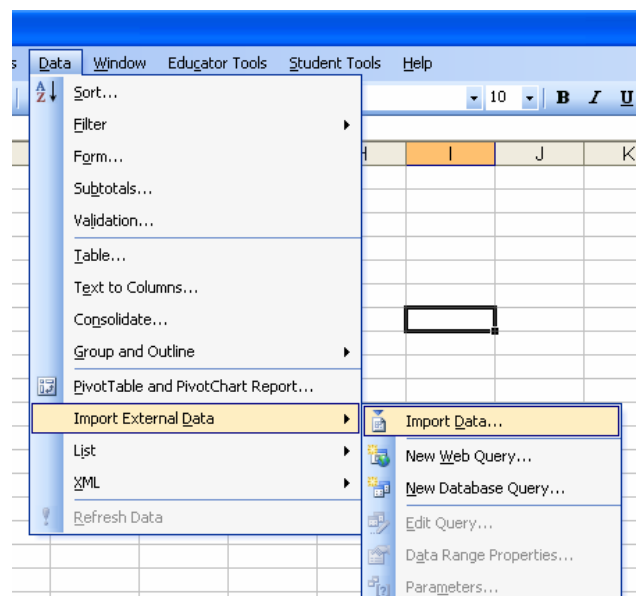 s Data Window Educator Tools Student Tools Help
Sort... 10 B I U
Filter
Form... I J K
Subtotals...
Validation...
Table...
Text to Columns...
Consolidate...
Group and Outline
PivotTable and PivotChart Report...
Import External Data Import Data...
List New Web Query...
XML New Database Query...
Refresh Data Edit Query...
Data Range Properties...
Parameters...